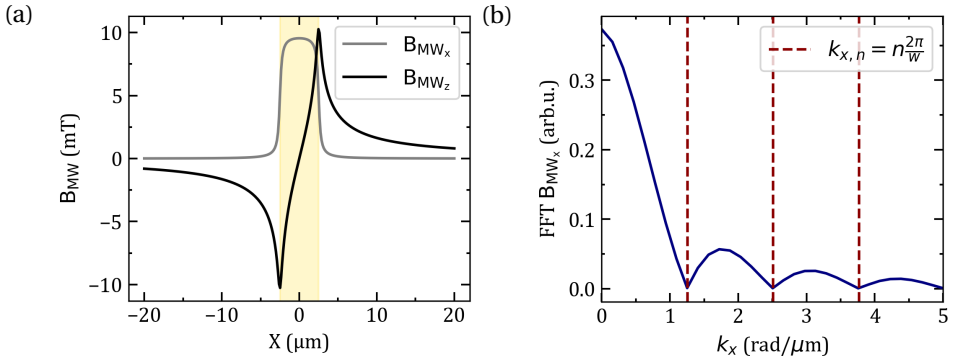 (a)
B_MW (mT)
10
5
0
−5
−10
B_MWx
B_MWz
−20
−10
0
10
20
X (μm)
(b)
FFT B_MWx (arb.u.)
0.3
0.2
0.1
0.0
k_{x,n} = n 2π/w
0
1
2
3
4
5
k_x (rad/μm)